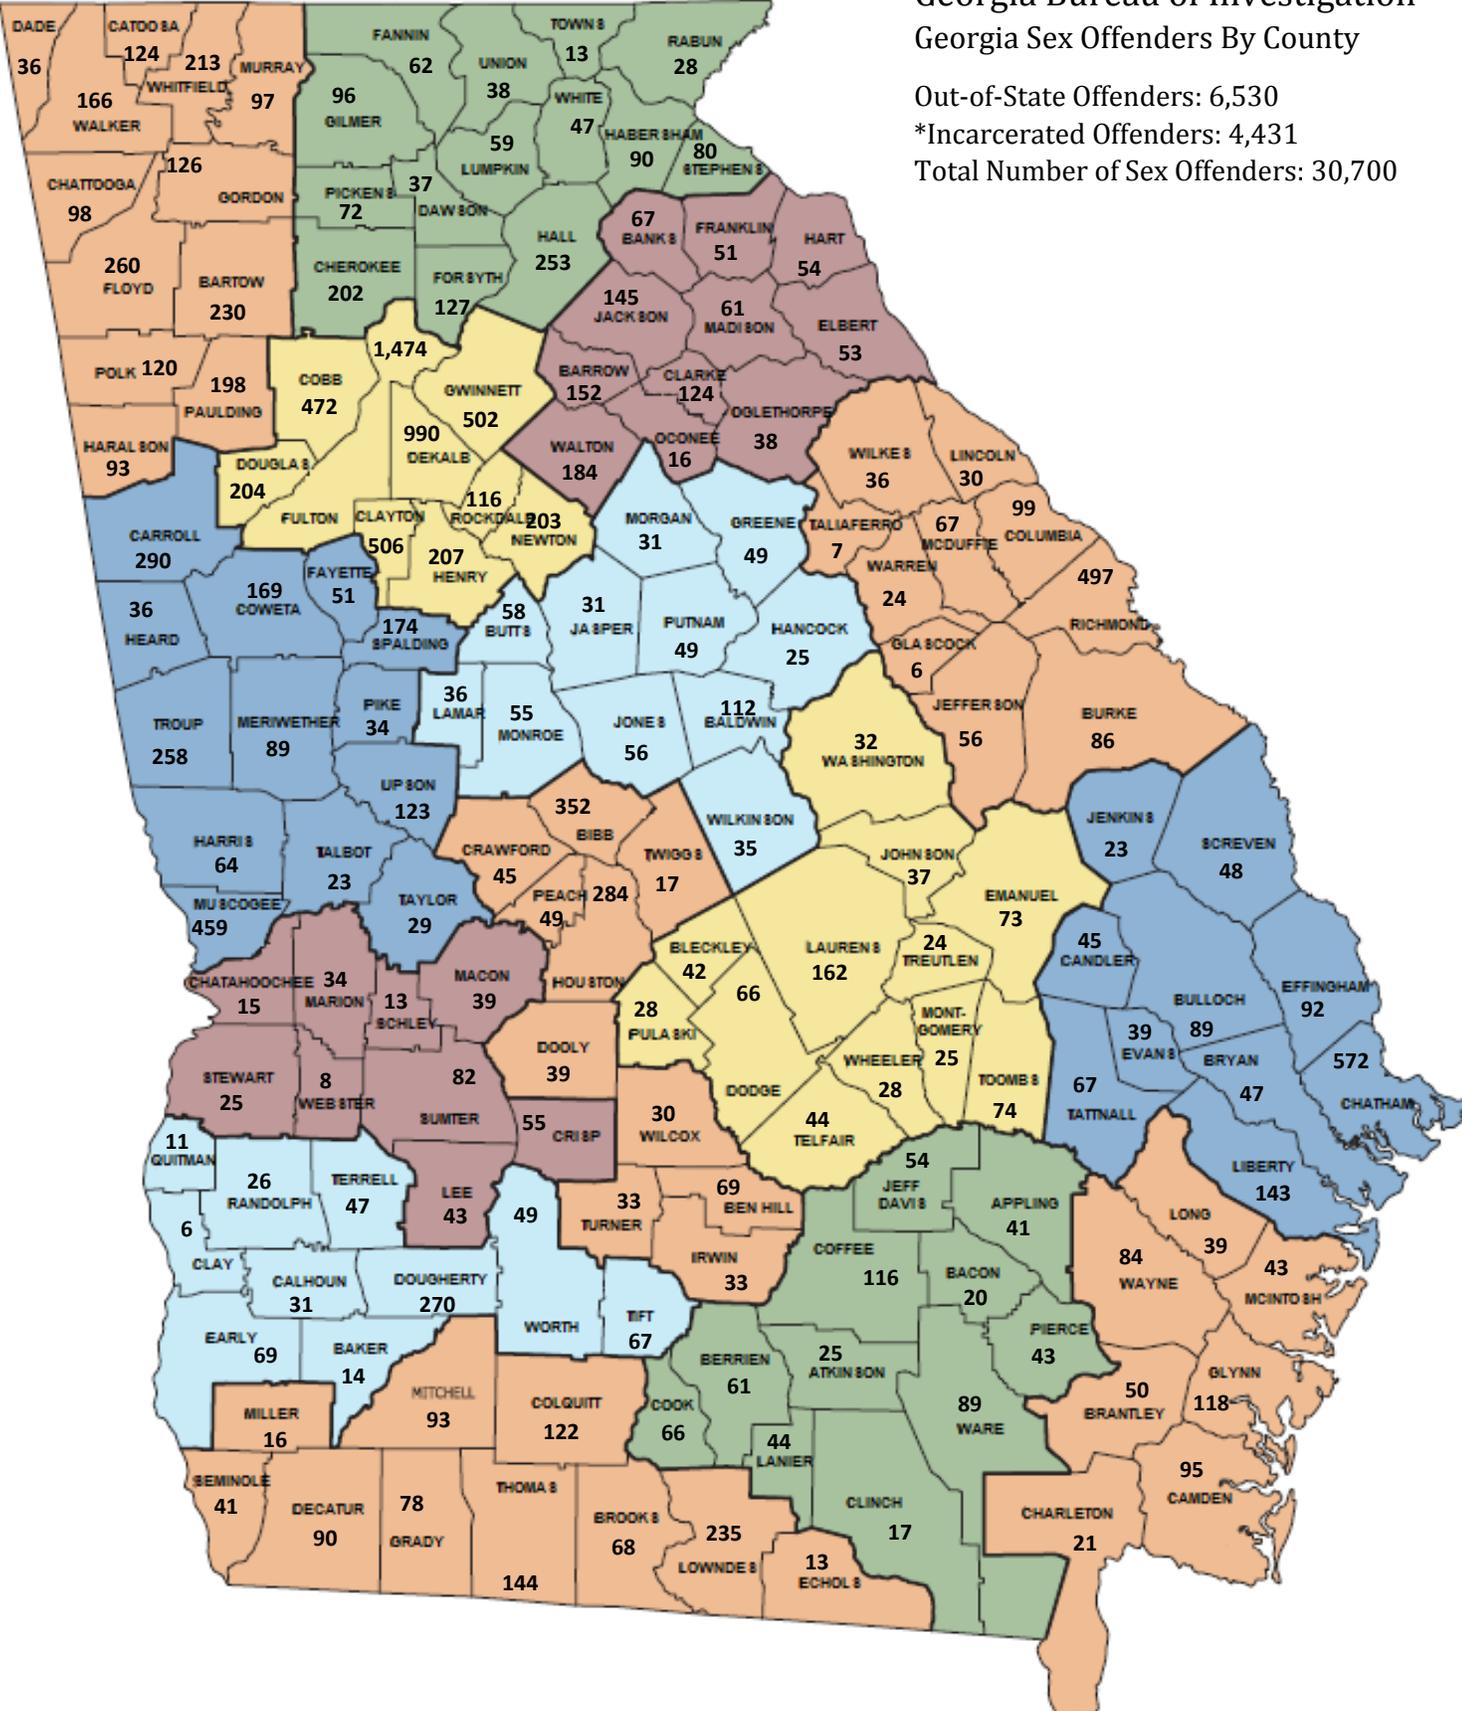 Georgia Bureau of Investigation
Georgia Sex Offenders By County
Out-of-State Offenders: 6,530
*Incarcerated Offenders: 4,431
Total Number of Sex Offenders: 30,700
DADE
36
CATOOSA
124
213
WHITFIELD
MURRAY
97
166
WALKER
FANNIN
62
UNION
38
TOWNS
13
RABUN
28
96
GILMER
59
LUMPKIN
WHITE
47
HABERSHAM
90
80
STEPHENS
CHATTOOGA
98
126
GORDON
PICKENS
72
37
DAWSON
HALL
253
67
BANKS
FRANKLIN
51
HART
54
260
FLOYD
BARTOW
230
CHEROKEE
202
FORSYTH
127
145
JACKSON
61
MADISON
ELBERT
53
POLK 120
198
PAULDING
COBB
472
1,474
GWINNETT
502
BARROW
152
CLARKE
124
OGLETHORPE
38
HARALSON
93
DOUGLAS
204
990
DEKALB
WALTON
184
OCONEE
16
WILKES
36
LINCOLN
30
CARROLL
290
FULTON
CLAYTON
506
116
ROCKDALE
203
NEWTON
207
HENRY
MORGAN
31
GREENE
49
TALIAFERRO
7
67
MCDUFFIE
99
COLUMBIA
WARREN
24
497
RICHMOND
36
HEARD
169
COWETA
FAYETTE
51
174
SPALDING
58
BUTTS
31
JASPER
PUTNAM
49
HANCOCK
25
GLASCOCK
6
JEFFERSON
56
BURKE
86
TROUP
258
MERIWETHER
89
PIKE
34
36
LAMAR
55
MONROE
JONES
56
112
BALDWIN
32
WASHINGTON
UPSON
123
352
BIBB
WILKINSON
35
JENKINS
23
SCREVEN
48
HARRIS
64
TALBOT
23
CRAWFORD
45
TWIGGS
17
JOHNSON
37
EMANUEL
73
MUSCOGEE
459
TAYLOR
29
PEACH
49
284
HOUSTON
BLECKLEY
42
LAURENS
162
24
TREUTLEN
45
CANDLER
CHATAHOOCHEE
15
34
MARION
13
SCHLEY
MACON
39
28
PULASKI
66
DODGE
MONT-
GOMERY
25
BULLOCH
89
EFFINGHAM
92
STEWART
25
8
WEBSTER
82
SUMTER
DOOLY
39
WHEELER
28
TOOMBS
74
39
EVANS
BRYAN
47
572
CHATHAM
67
TATTNALL
55
CRISP
30
WILCOX
44
TELFAIR
11
QUITMAN
26
RANDOLPH
TERRELL
47
LEE
43
49
WORTH
33
TURNER
69
BEN HILL
54
JEFF
DAVIS
APPLING
41
LIBERTY
143
6
CLAY
CALHOUN
31
DOUGHERTY
270
IRWIN
33
COFFEE
116
BACON
20
84
WAYNE
LONG
39
43
MCINTOSH
EARLY
69
BAKER
14
TIFT
67
BERRIEN
61
25
ATKINSON
PIERCE
43
MILLER
16
MITCHELL
93
COLQUITT
122
COOK
66
89
WARE
50
BRANTLEY
GLYNN
118
SEMINOLE
41
DECATUR
90
78
GRADY
THOMAS
144
BROOKS
68
235
LOWNDES
44
LANIER
CLINCH
17
13
ECHOLS
CHARLETON
21
95
CAMDEN